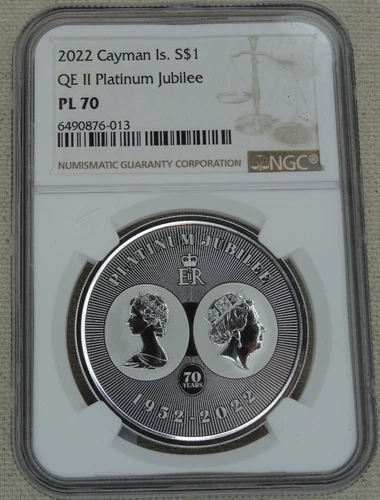 2022 Cayman Is. S$1
QE II Platinum Jubilee
PL 70
6490876-013
NUMISMATIC GUARANTY CORPORATION NGC®
PLATINUM JUBILEE
EIIR
70
YEARS
1952-2022